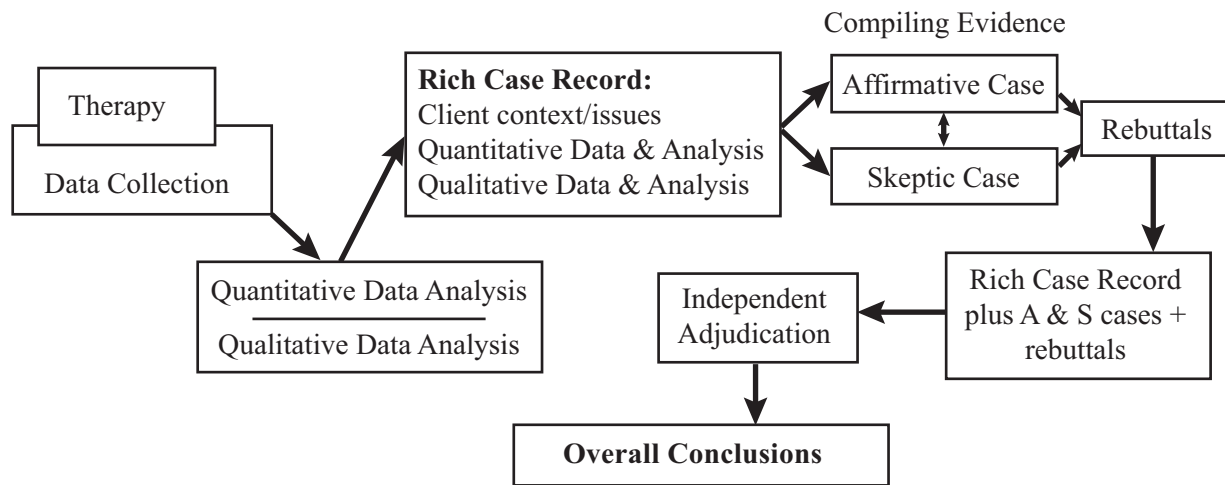 Compiling Evidence
Therapy
Data Collection
Quantitative Data Analysis
Qualitative Data Analysis
Rich Case Record:
Client context/issues
Quantitative Data & Analysis
Qualitative Data & Analysis
Affirmative Case
Skeptic Case
Rebuttals
Rich Case Record
plus A & S cases +
rebuttals
Independent
Adjudication
Overall Conclusions